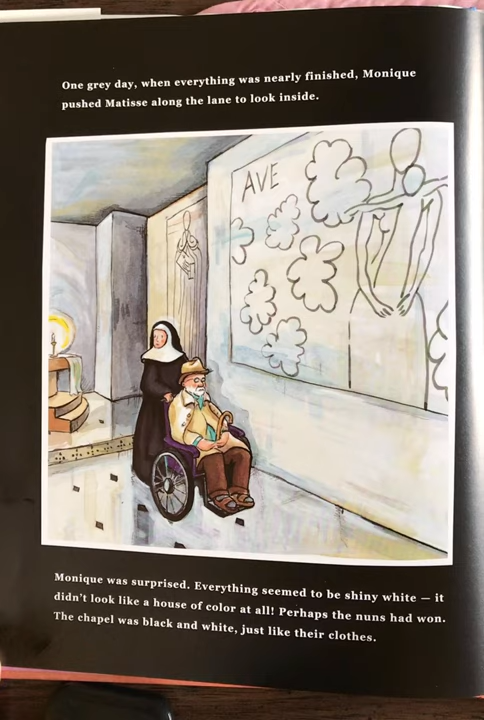 One grey day, when everything was nearly finished, Monique
pushed Matisse along the lane to look inside.
AVE
Monique was surprised. Everything seemed to be shiny white — it
didn't look like a house of color at all! Perhaps the nuns had won.
The chapel was black and white, just like their clothes.